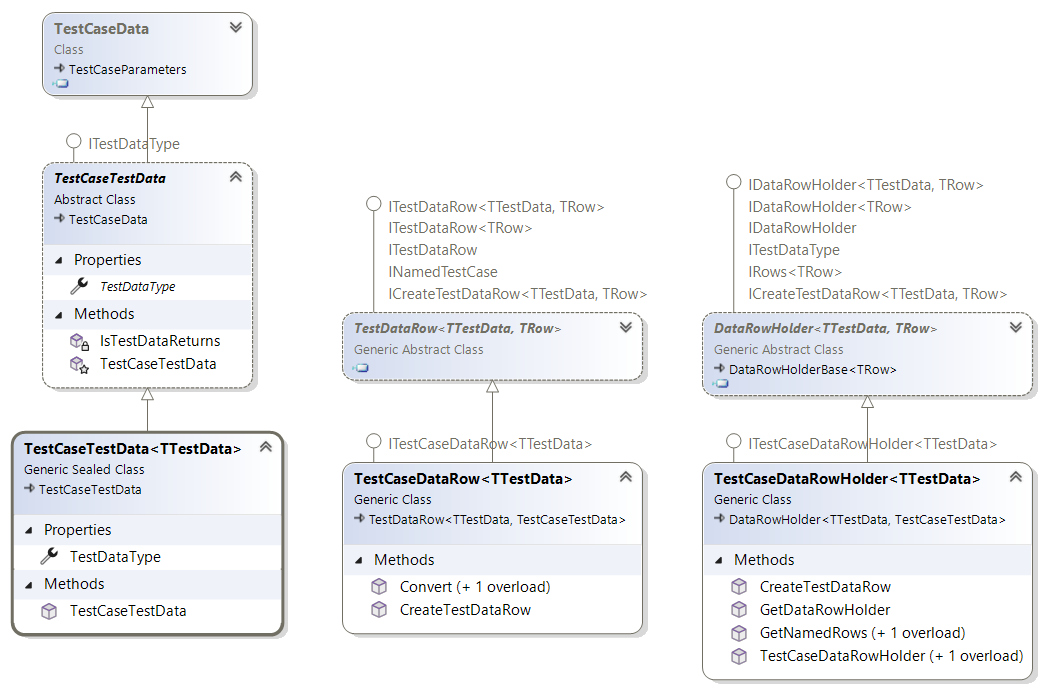 TestCaseData
Class
TestCaseParameters
ITestDataType
TestCaseTestData
Abstract Class
TestCaseData
Properties
TestDataType
Methods
IsTestDataReturns
TestCaseTestData
TestCaseTestData<TTestData>
Generic Sealed Class
TestCaseTestData
Properties
TestDataType
Methods
TestCaseTestData
ITestDataRow<TTestData, TRow>
ITestDataRow<TRow>
ITestDataRow
INamedTestCase
ICreateTestDataRow<TTestData, TRow>
TestDataRow<TTestData, TRow>
Generic Abstract Class
ITestCaseDataRow<TTestData>
TestCaseDataRow<TTestData>
Generic Class
TestDataRow<TTestData, TestCaseTestData>
Methods
Convert (+ 1 overload)
CreateTestDataRow
IDataRowHolder<TTestData, TRow>
IDataRowHolder<TRow>
IDataRowHolder
ITestDataType
IRows<TRow>
ICreateTestDataRow<TTestData, TRow>
DataRowHolder<TTestData, TRow>
Generic Abstract Class
DataRowHolderBase<TRow>
ITestCaseDataRowHolder<TTestData>
TestCaseDataRowHolder<TTestData>
Generic Class
DataRowHolder<TTestData, TestCaseTestData>
Methods
CreateTestDataRow
GetDataRowHolder
GetNamedRows (+ 1 overload)
TestCaseDataRowHolder (+ 1 overload)